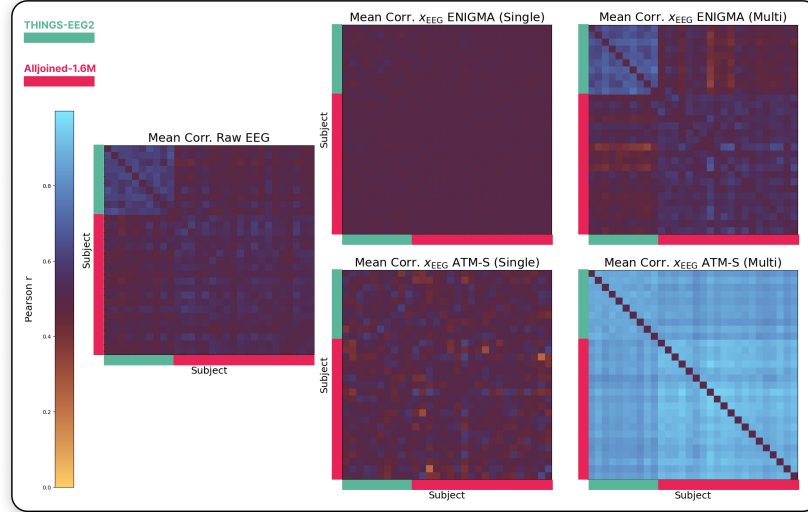 THINGS-EEG2
Alljoined-1.6M
Mean Corr. Raw EEG
Mean Corr. xEEG ENIGMA (Single)
Mean Corr. xEEG ENIGMA (Multi)
Mean Corr. xEEG ATM-S (Single)
Mean Corr. xEEG ATM-S (Multi)
Pearson r
0.8
0.6
0.4
0.2
0.0
Subject
Subject
Subject
Subject
Subject
Subject